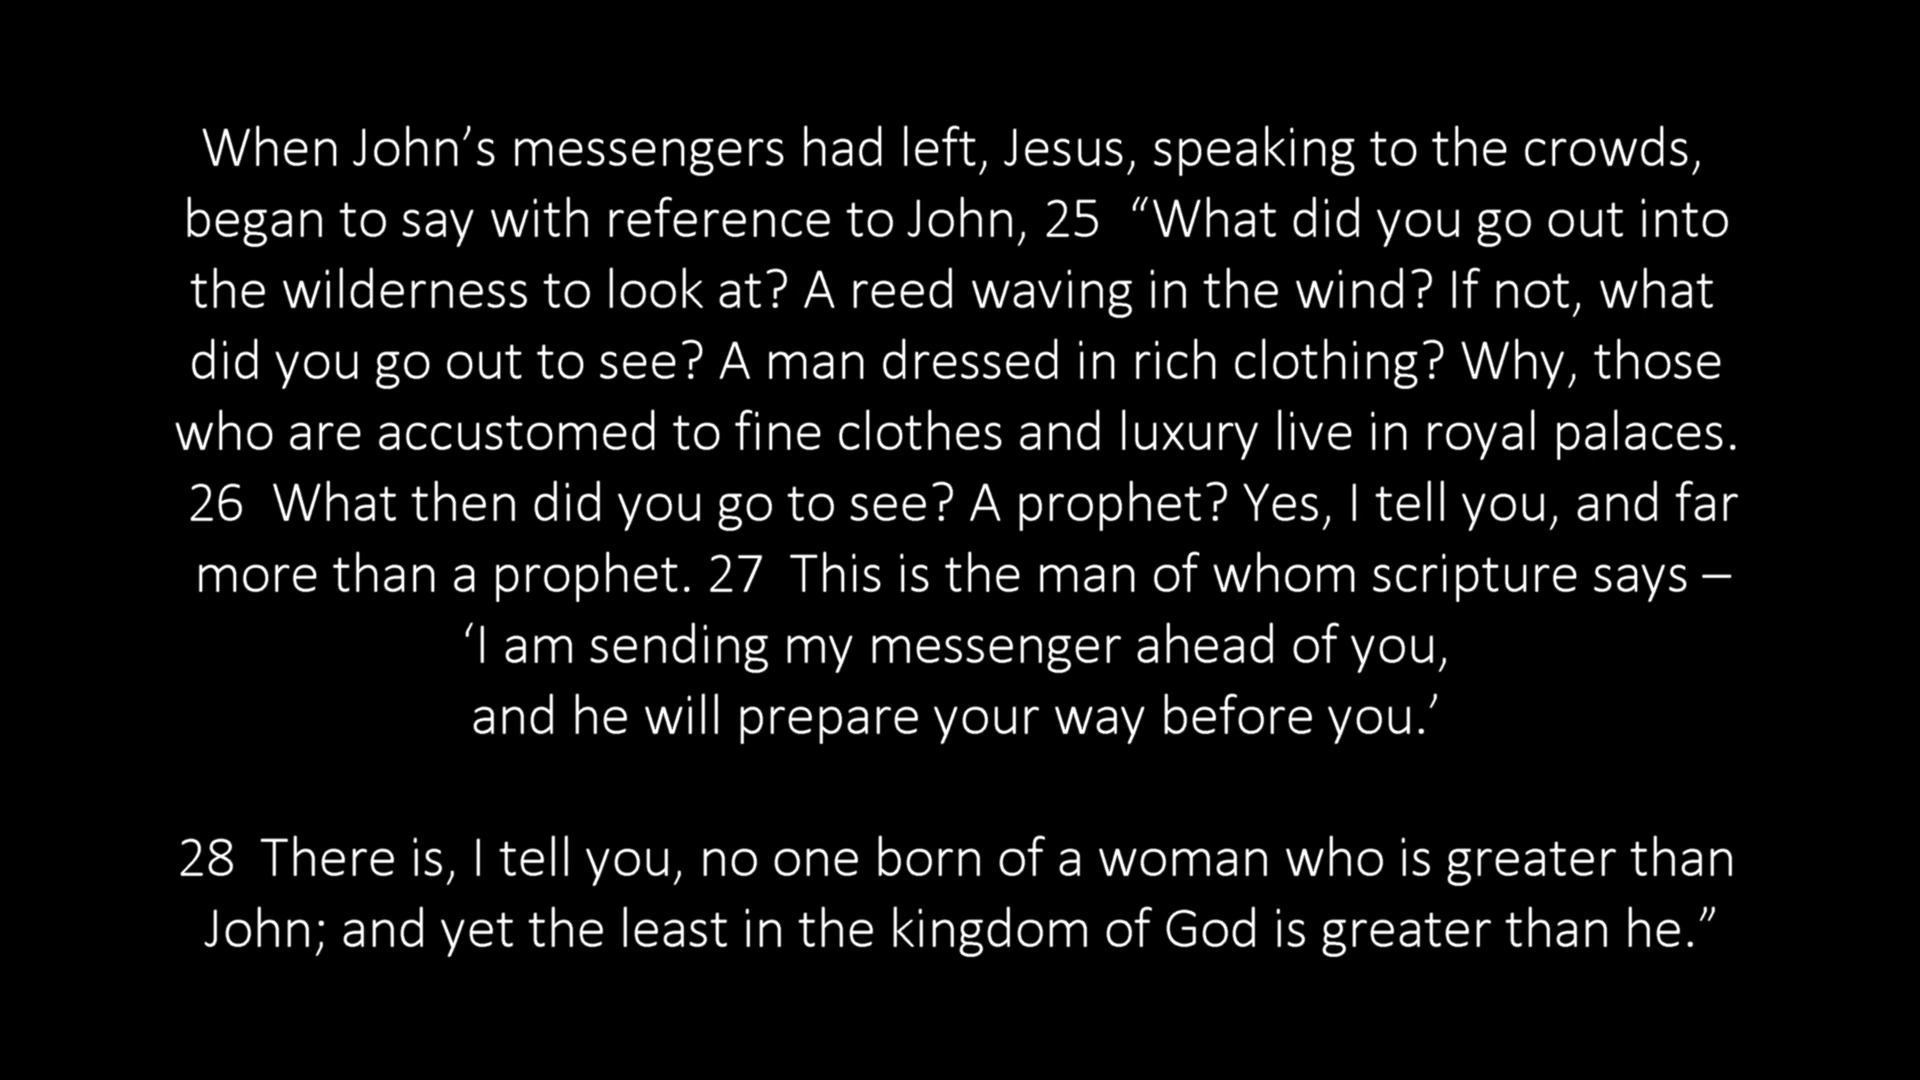 When John’s messengers had left, Jesus, speaking to the crowds,
began to say with reference to John, 25  “What did you go out into
the wilderness to look at? A reed waving in the wind? If not, what
did you go out to see? A man dressed in rich clothing? Why, those
who are accustomed to fine clothes and luxury live in royal palaces.
26  What then did you go to see? A prophet? Yes, I tell you, and far
more than a prophet. 27  This is the man of whom scripture says –
‘I am sending my messenger ahead of you,
and he will prepare your way before you.’
28  There is, I tell you, no one born of a woman who is greater than
John; and yet the least in the kingdom of God is greater than he.”